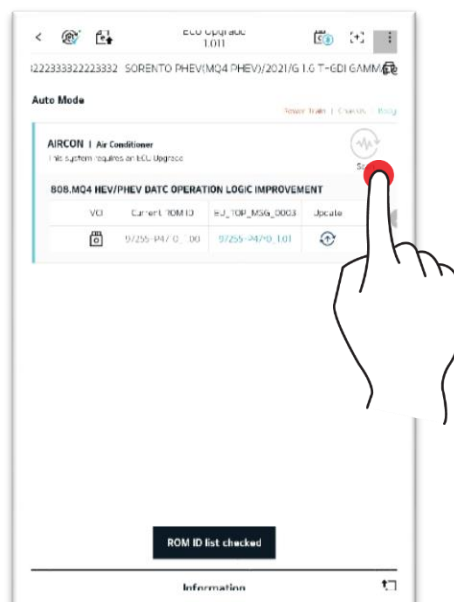 ECU Upgrade
1.011
222333322223332 SORENTO PHEV(MQ4 PHEV)/2021/G 1.6 T-GDI GAMMA
Auto Mode
Power Train | Chassis | Body
AIRCON | Air Conditioner
This system requires an ECU Upgrade
808.MQ4 HEV/PHEV DATC OPERATION LOGIC IMPROVEMENT
VCI Current ROM ID Update
ROM ID list checked
Information